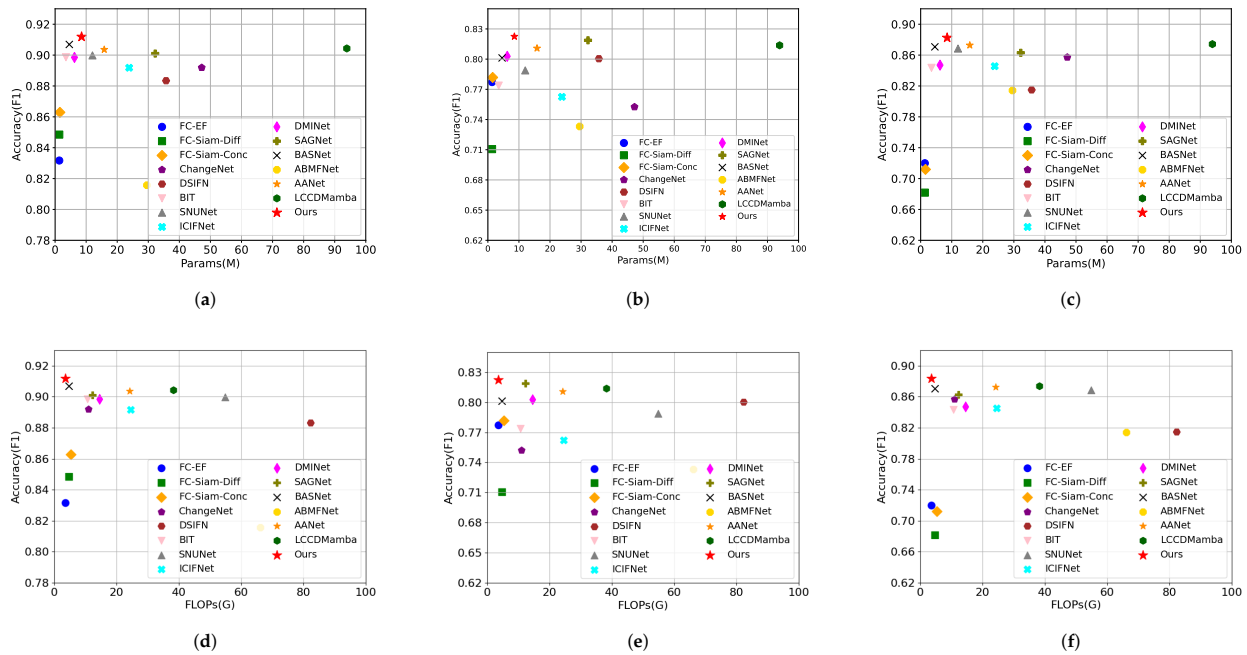 0.92
0.90
0.88
0.86
0.84
0.82
0.80
0.78
Accuracy(F1)
0 10 20 30 40 50 60 70 80 90 100
Params(M)
FC-EF
FC-Siam-Diff
FC-Siam-Conc
ChangeNet
DSIFN
BIT
SNUNet
ICIFNet
DMINet
SAGNet
BASNet
ABMFNet
AANet
LCCDMamba
Ours
(a)
0.83
0.80
0.77
0.74
0.71
0.68
0.65
0.62
Accuracy(F1)
0 10 20 30 40 50 60 70 80 90 100
Params(M)
FC-EF
FC-Siam-Diff
FC-Siam-Conc
ChangeNet
DSIFN
BIT
SNUNet
ICIFNet
DMINet
SAGNet
BASNet
ABMFNet
AANet
LCCDMamba
Ours
(b)
0.90
0.86
0.82
0.78
0.74
0.70
0.66
0.62
Accuracy(F1)
0 10 20 30 40 50 60 70 80 90 100
Params(M)
FC-EF
FC-Siam-Diff
FC-Siam-Conc
ChangeNet
DSIFN
BIT
SNUNet
ICIFNet
DMINet
SAGNet
BASNet
ABMFNet
AANet
LCCDMamba
Ours
(c)
0.92
0.90
0.88
0.86
0.84
0.82
0.80
0.78
Accuracy(F1)
0 20 40 60 80 100
FLOPs(G)
FC-EF
FC-Siam-Diff
FC-Siam-Conc
ChangeNet
DSIFN
BIT
SNUNet
ICIFNet
DMINet
SAGNet
BASNet
ABMFNet
AANet
LCCDMamba
Ours
(d)
0.83
0.80
0.77
0.74
0.71
0.68
0.65
0.62
Accuracy(F1)
0 20 40 60 80 100
FLOPs(G)
FC-EF
FC-Siam-Diff
FC-Siam-Conc
ChangeNet
DSIFN
BIT
SNUNet
ICIFNet
DMINet
SAGNet
BASNet
ABMFNet
AANet
LCCDMamba
Ours
(e)
0.90
0.86
0.82
0.78
0.74
0.70
0.66
0.62
Accuracy(F1)
0 20 40 60 80 100
FLOPs(G)
FC-EF
FC-Siam-Diff
FC-Siam-Conc
ChangeNet
DSIFN
BIT
SNUNet
ICIFNet
DMINet
SAGNet
BASNet
ABMFNet
AANet
LCCDMamba
Ours
(f)